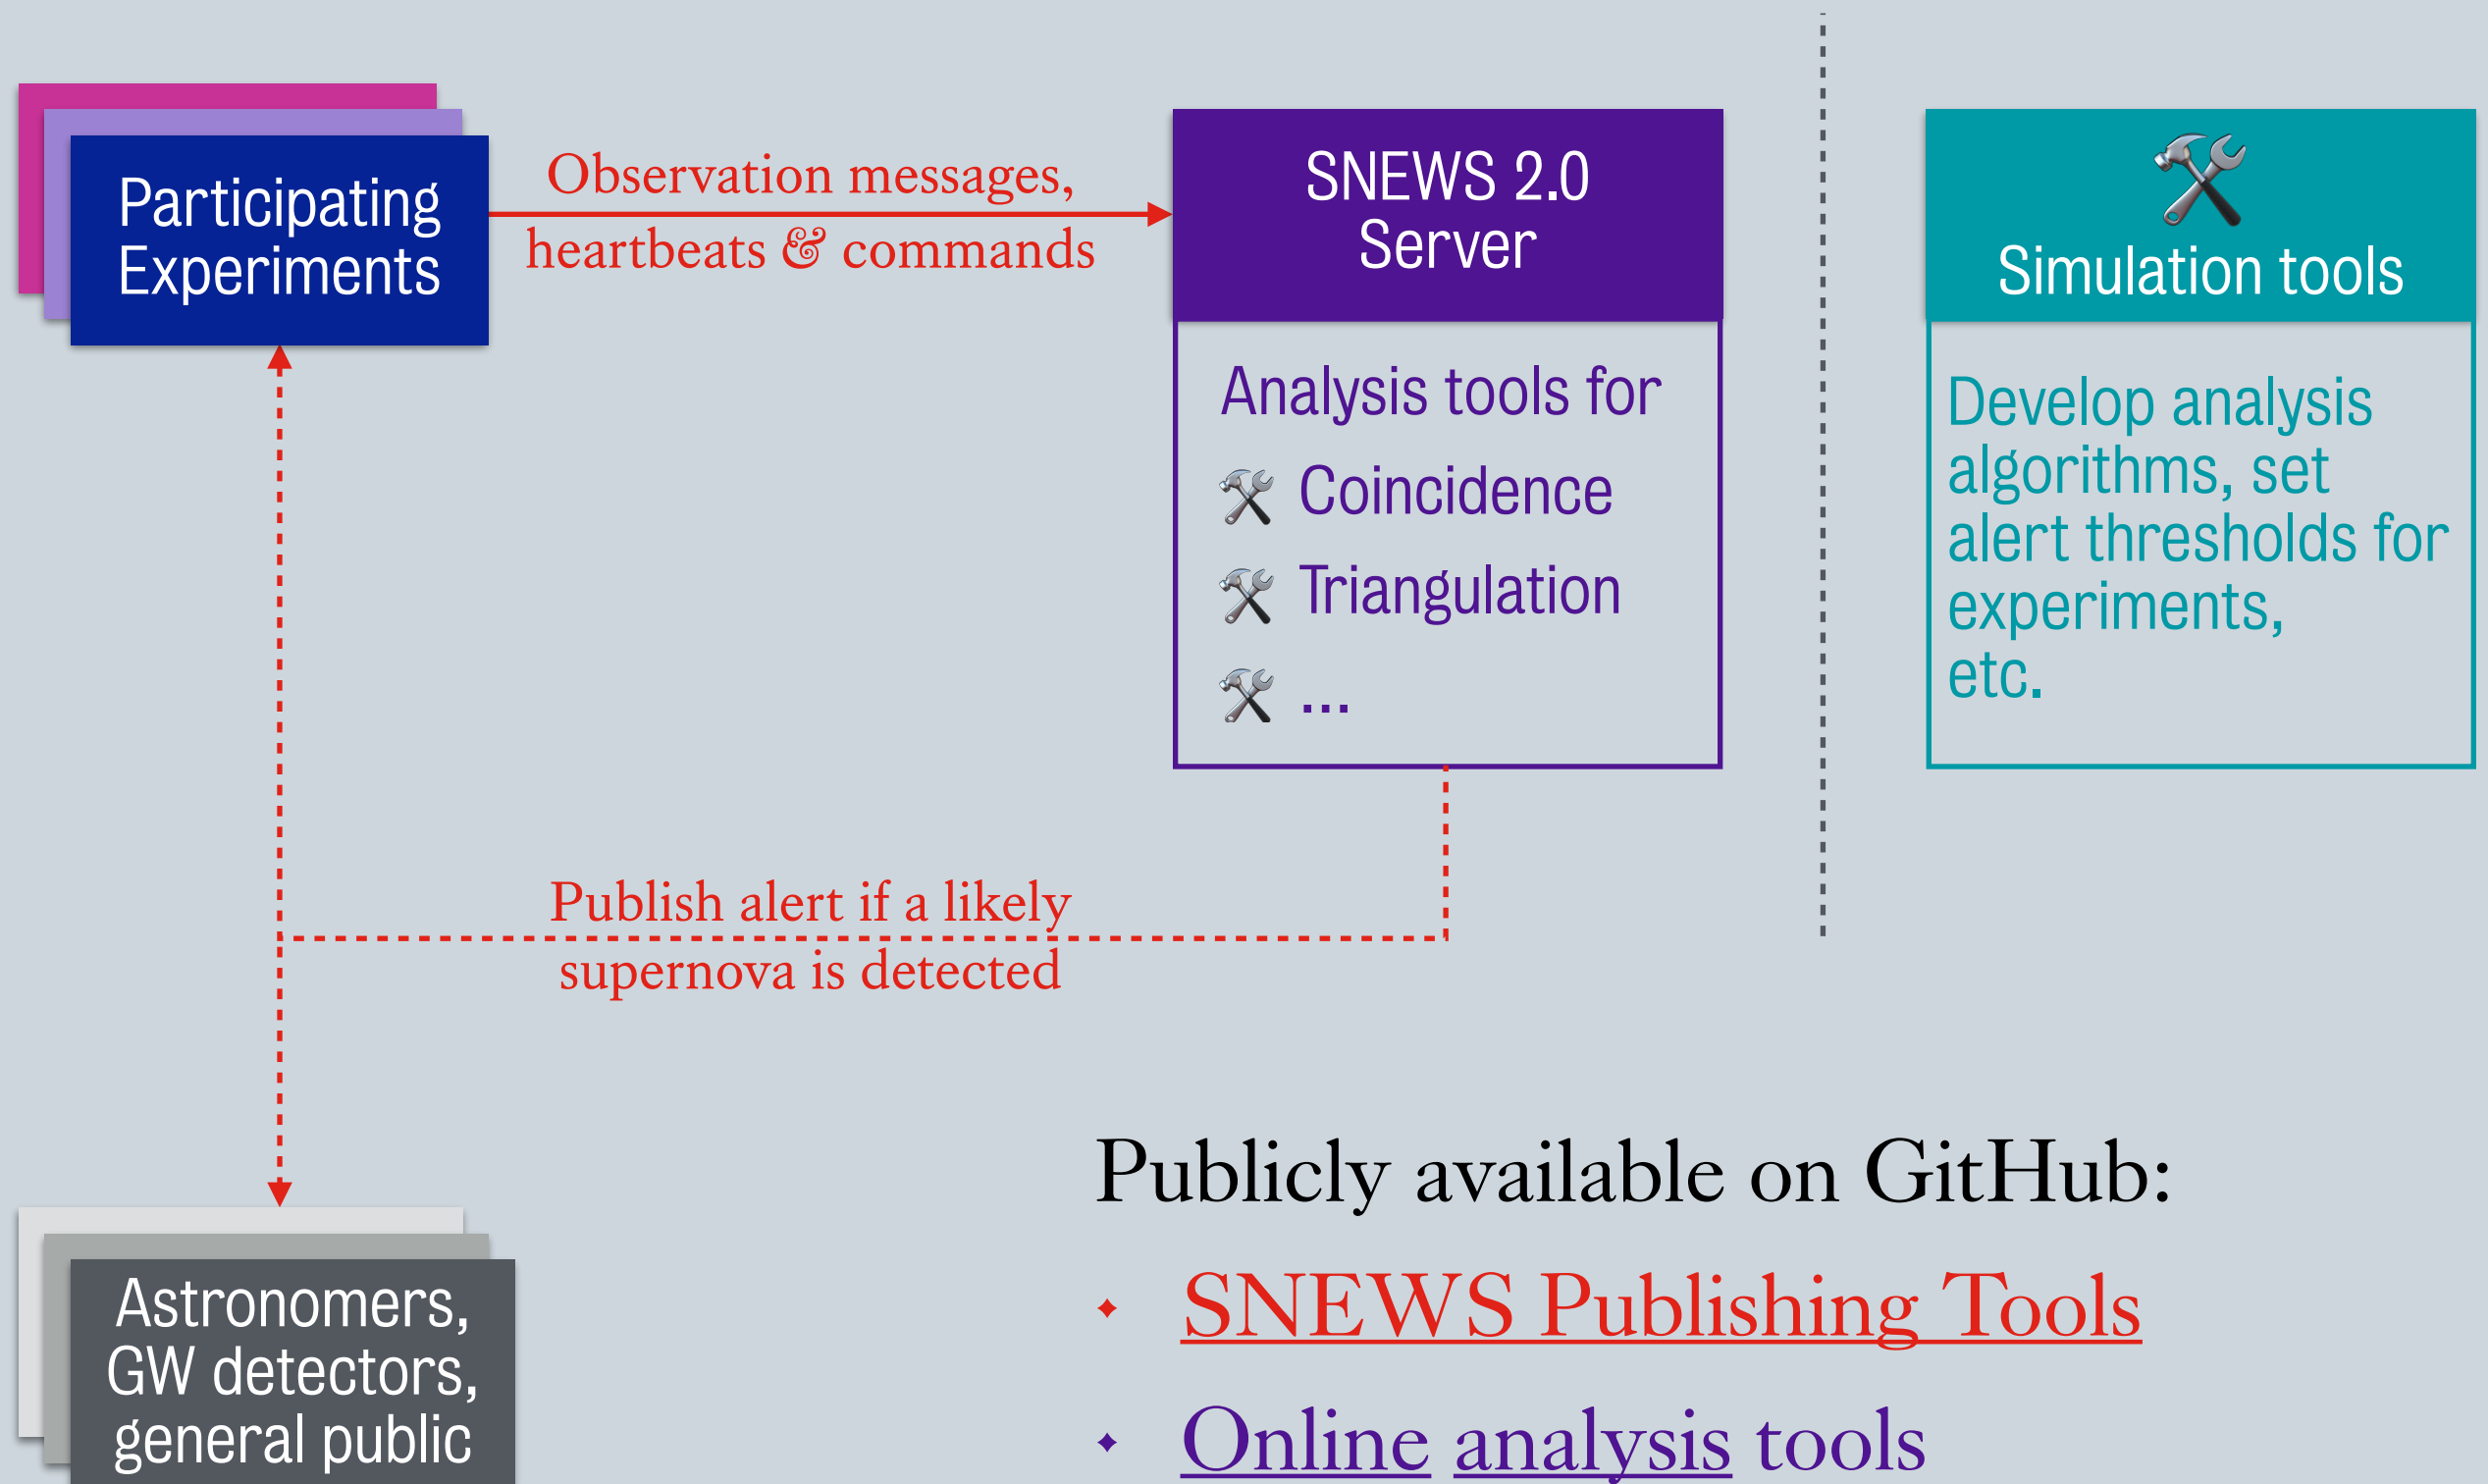 Participating
Experiments
Observation messages,
heartbeats & commands
SNEWS 2.0
Server
Analysis tools for
Coincidence
Triangulation
...
Simulation tools
Develop analysis
algorithms, set
alert thresholds for
experiments,
etc.
Publish alert if a likely
supernova is detected
Astronomers,
GW detectors,
general public
Publicly available on GitHub:
SNEWS Publishing Tools
Online analysis tools